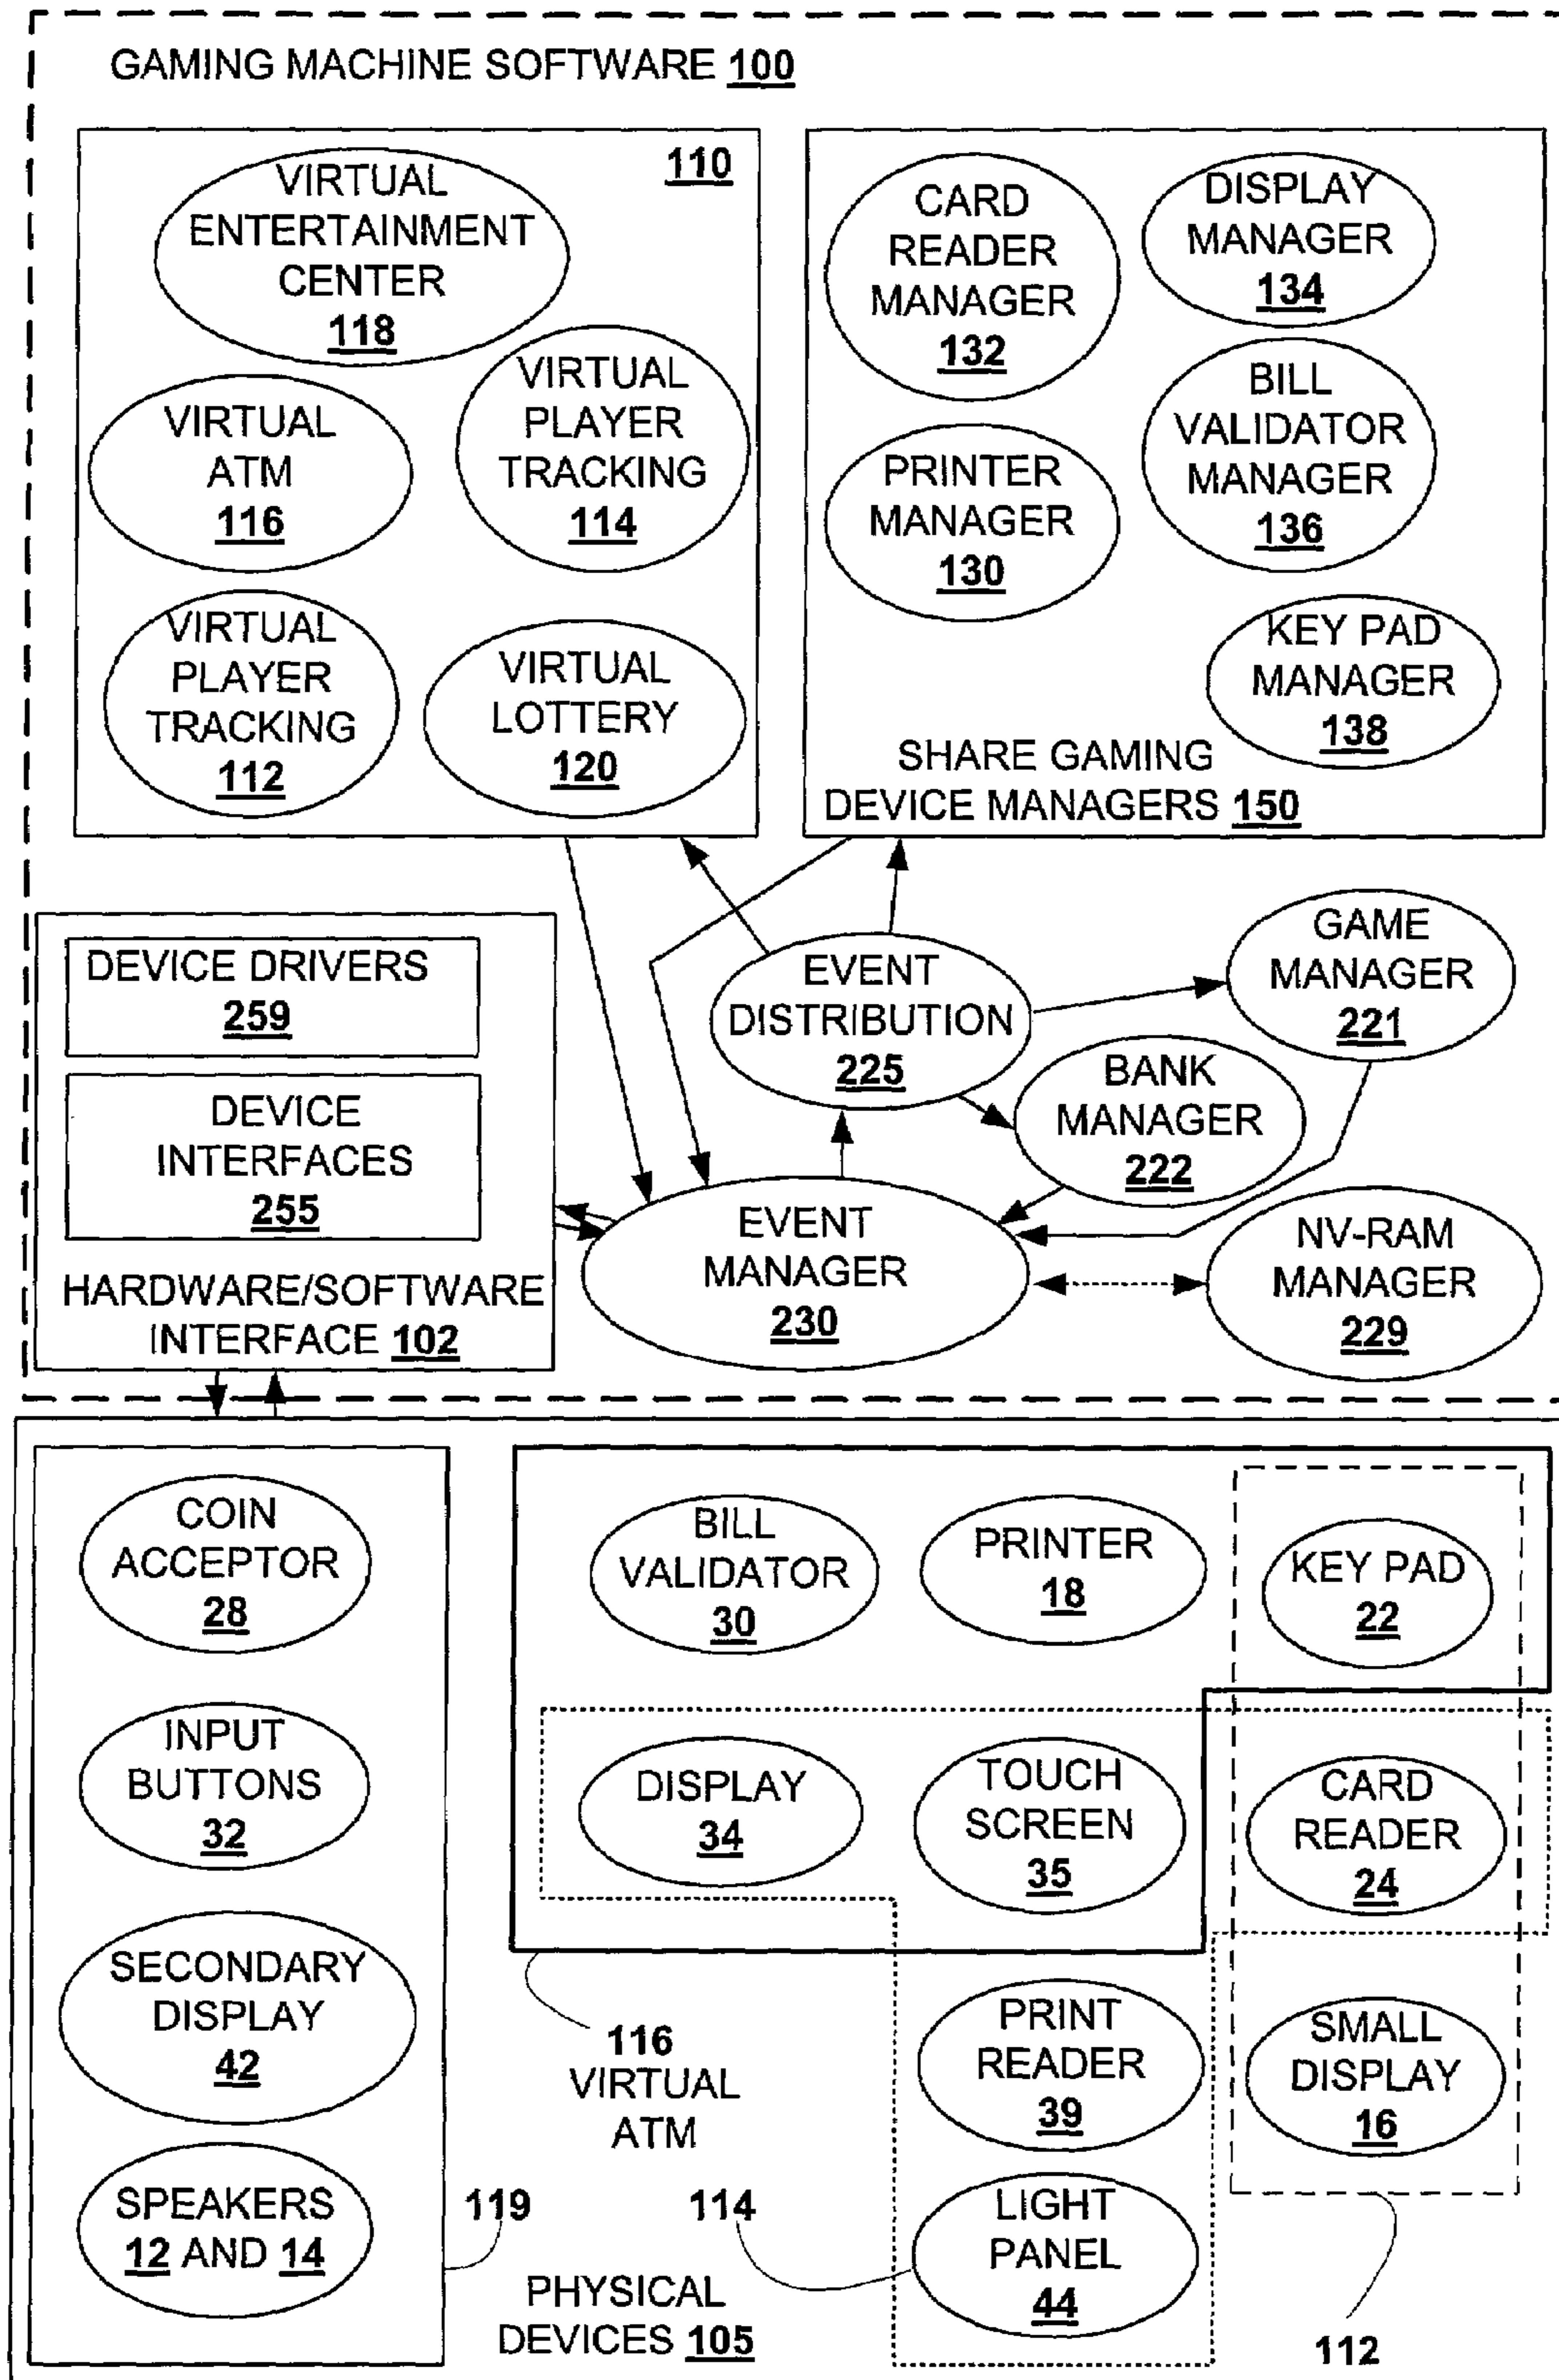 GAMING MACHINE SOFTWARE 100
110
VIRTUAL
ENTERTAINMENT
CENTER
118
VIRTUAL
ATM
116
VIRTUAL
PLAYER
TRACKING
114
VIRTUAL
PLAYER
TRACKING
112
VIRTUAL
LOTTERY
120
CARD
READER
MANAGER
132
DISPLAY
MANAGER
134
PRINTER
MANAGER
130
BILL
VALIDATOR
MANAGER
136
KEY PAD
MANAGER
138
SHARE GAMING
DEVICE MANAGERS 150
DEVICE DRIVERS
259
DEVICE
INTERFACES
255
HARDWARE/SOFTWARE
INTERFACE 102
EVENT
DISTRIBUTION
225
GAME
MANAGER
221
BANK
MANAGER
222
EVENT
MANAGER
230
NV-RAM
MANAGER
229
COIN
ACCEPTOR
28
INPUT
BUTTONS
32
SECONDARY
DISPLAY
42
SPEAKERS
12 AND 14
119
BILL
VALIDATOR
30
PRINTER
18
KEY PAD
22
DISPLAY
34
TOUCH
SCREEN
35
CARD
READER
24
116
VIRTUAL
ATM
PRINT
READER
39
SMALL
DISPLAY
16
114
LIGHT
PANEL
44
112
PHYSICAL
DEVICES 105